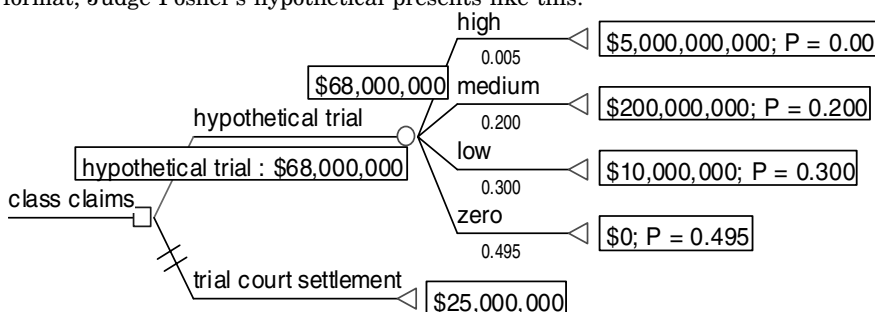 format, Judge Posner's hypothetical presents like this:
high
0.005
$5,000,000,000; P = 0.00
$68,000,000
medium
0.200
$200,000,000; P = 0.200
hypothetical trial
low
0.300
$10,000,000; P = 0.300
hypothetical trial : $68,000,000
class claims
zero
0.495
$0; P = 0.495
trial court settlement
$25,000,000